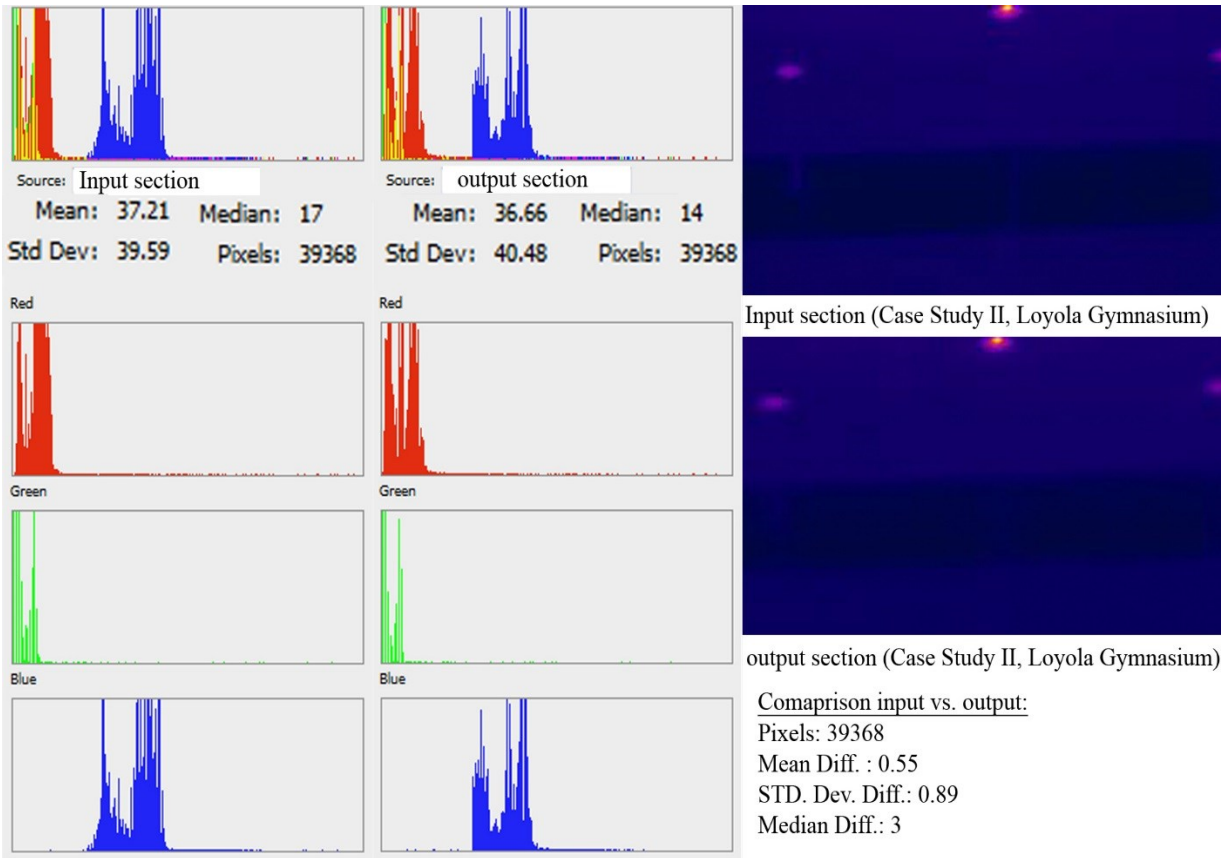 Source: Input section
Mean: 37.21 Median: 17
Std Dev: 39.59 Pixels: 39368
Red
Green
Blue
Source: output section
Mean: 36.66 Median: 14
Std Dev: 40.48 Pixels: 39368
Red
Green
Blue
Input section (Case Study II, Loyola Gymnasium)
output section (Case Study II, Loyola Gymnasium)
Comaprison input vs. output:
Pixels: 39368
Mean Diff. : 0.55
STD. Dev. Diff.: 0.89
Median Diff.: 3